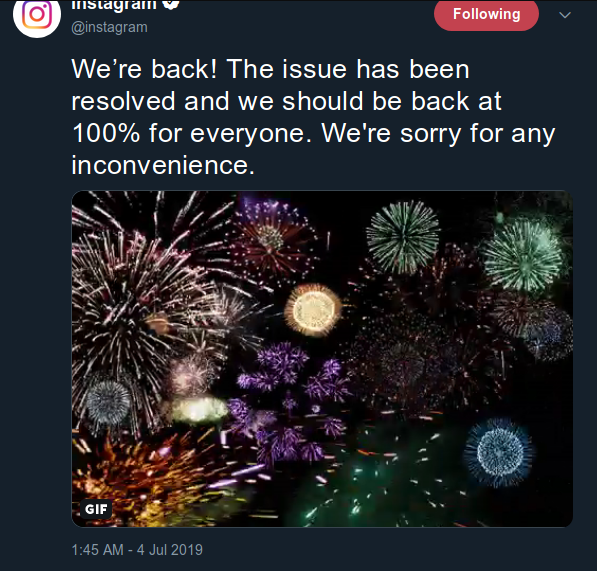 Instagram
@instagram
Following
We’re back! The issue has been
resolved and we should be back at
100% for everyone. We're sorry for any
inconvenience.
GIF
1:45 AM - 4 Jul 2019